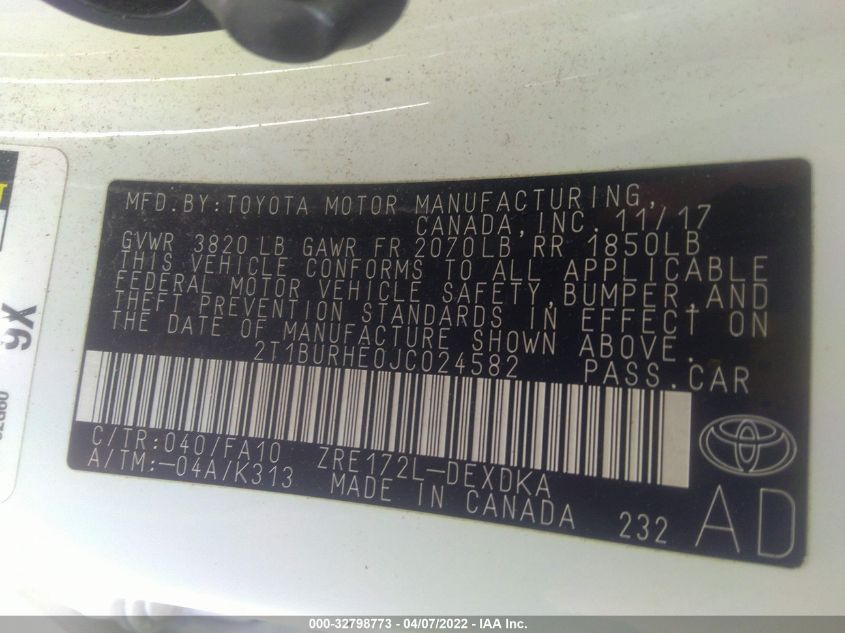 MFD.BY:TOYOTA MOTOR MANUFACTURING,
CANADA,INC. 11/17
GVWR 3820 LB GAWR FR 2070LB RR 1850LB
THIS VEHICLE CONFORMS TO ALL APPLICABLE
FEDERAL MOTOR VEHICLE SAFETY,BUMPER,AND
THEFT PREVENTION STANDARDS IN EFFECT ON
THE DATE OF MANUFACTURE SHOWN ABOVE.
2T1BURHE0JC024582 PASS.CAR
C/TR:040/FA10 ZRE172L-DEXDKA
A/TM:-04A/K313 MADE IN CANADA 232 AD
000-32798773 - 04/07/2022 - IAA Inc.